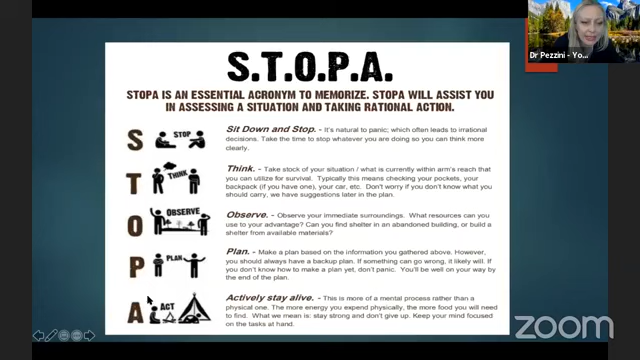 Dr Pezzini - Yo...
S.T.O.P.A.
STOPA IS AN ESSENTIAL ACRONYM TO MEMORIZE. STOPA WILL ASSIST YOU
IN ASSESSING A SITUATION AND TAKING RATIONAL ACTION.
S STOP Sit Down and Stop. - It's natural to panic; which often leads to irrational
decisions. Take the time to stop whatever you are doing so you can think more
clearly.
T THINK Think. - Take stock of your situation / what is currently within arm's reach that
you can utilize for survival. Typically this means checking your pockets, your
backpack (if you have one), your car, etc. Don't worry if you don't know what you
should carry, we have suggestions later in the plan.
O OBSERVE Observe. - Observe your immediate surroundings. What resources can you
use to your advantage? Can you find shelter in an abandoned building, or build a
shelter from available materials?
P PLAN Plan. - Make a plan based on the information you gathered above. However,
you should always have a backup plan. If something can go wrong, it likely will. If
you don't know how to make a plan yet, don't panic. You'll be well on your way by
the end of the plan.
A ACT Actively stay alive. - This is more of a mental process rather than a
physical one. The more energy you expend physically, the more food you will need
to find. What we mean is: stay strong and don't give up. Keep your mind focused
on the tasks at hand.
zoom